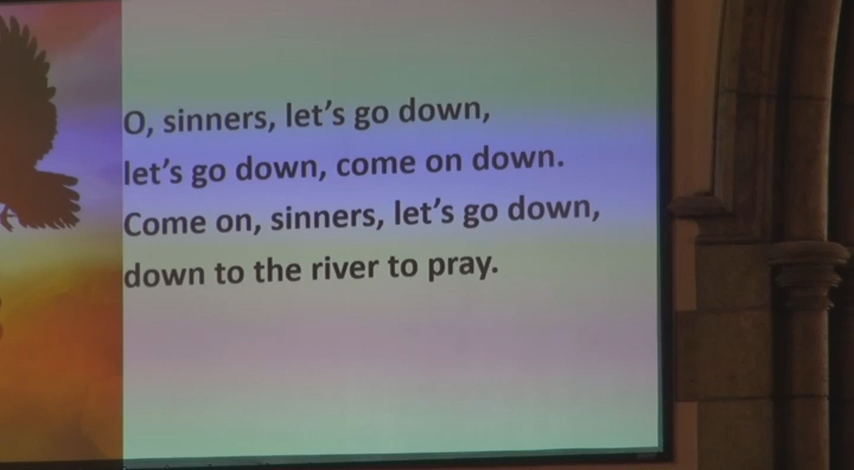 O, sinners, let's go down,
let's go down, come on down.
Come on, sinners, let's go down,
down to the river to pray.